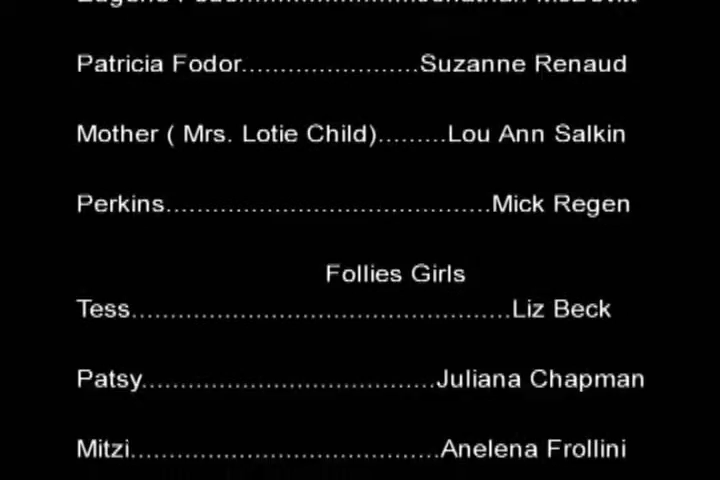 Patricia Fodor.......................Suzanne Renaud
Mother ( Mrs. Lotie Child).........Lou Ann Salkin
Perkins..........................................Mick Regen
Follies Girls
Tess.................................................Liz Beck
Patsy......................................Juliana Chapman
Mitzi........................................Anelena Frollini